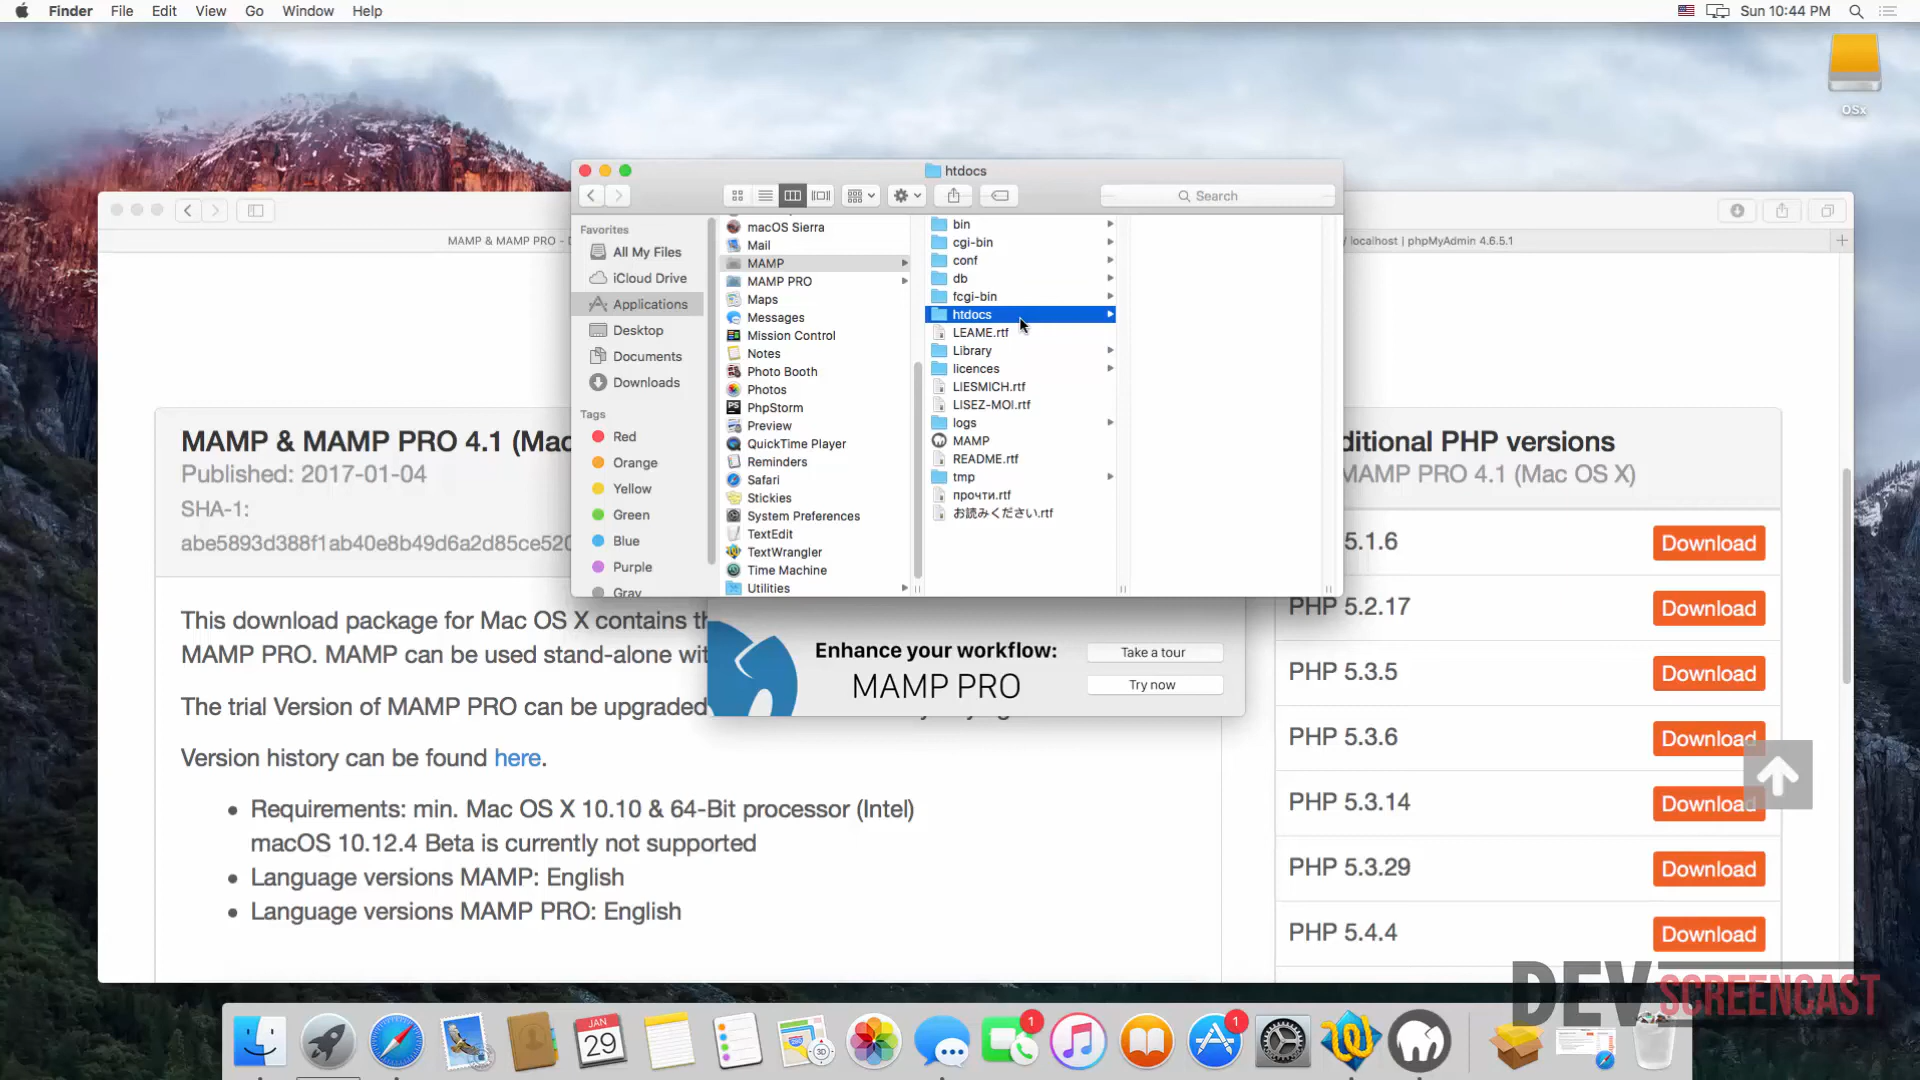 Finder File Edit View Go Window Help
Sun 10:44 PM
OSx
htdocs
Search
MAMP & MAMP PRO - D
/ localhost | phpMyAdmin 4.6.5.1
Favorites
All My Files
iCloud Drive
Applications
Desktop
Documents
Downloads
Tags
Red
Orange
Yellow
Green
Blue
Purple
Gray
macOS Sierra
Mail
MAMP
MAMP PRO
Maps
Messages
Mission Control
Notes
Photo Booth
Photos
PhpStorm
Preview
QuickTime Player
Reminders
Safari
Stickies
System Preferences
TextEdit
TextWrangler
Time Machine
Utilities
bin
cgi-bin
conf
db
fcgi-bin
htdocs
LEAME.rtf
Library
licences
LIESMICH.rtf
LISEZ-MOI.rtf
logs
MAMP
README.rtf
tmp
прочти.rtf
お読みください.rtf
MAMP & MAMP PRO 4.1 (Mac
Published: 2017-01-04
SHA-1:
abe5893d388f1ab40e8b49d6a2d85ce520
This download package for Mac OS X contains th
MAMP PRO. MAMP can be used stand-alone wit
The trial Version of MAMP PRO can be upgraded
Version history can be found here.
Requirements: min. Mac OS X 10.10 & 64-Bit processor (Intel)
macOS 10.12.4 Beta is currently not supported
Language versions MAMP: English
Language versions MAMP PRO: English
Enhance your workflow:
MAMP PRO
Take a tour
Try now
ditional PHP versions
MAMP PRO 4.1 (Mac OS X)
5.1.6 Download
PHP 5.2.17 Download
PHP 5.3.5 Download
PHP 5.3.6 Download
PHP 5.3.14 Download
PHP 5.3.29 Download
PHP 5.4.4 Download
DEVSCREENCAST
JAN
29
3D
1
1
PS